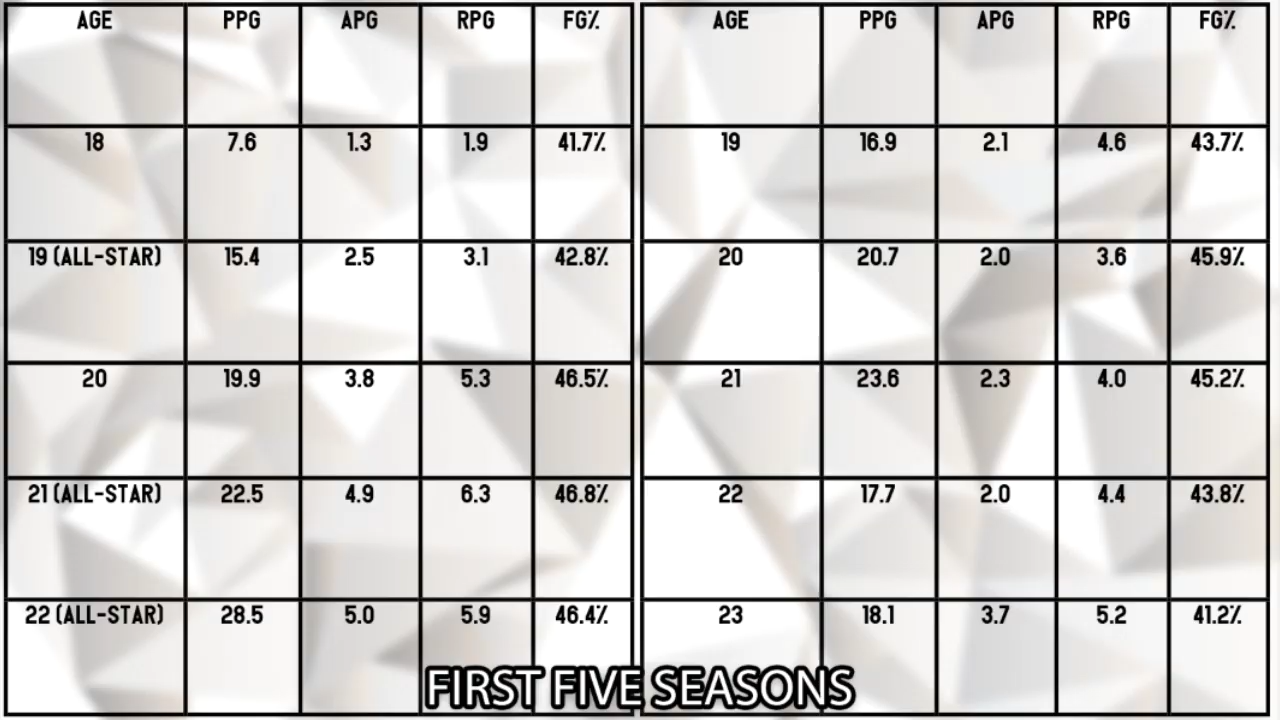 AGE PPG APG RPG FG% AGE PPG APG RPG FG%
18 7.6 1.3 1.9 41.7% 19 16.9 2.1 4.6 43.7%
19 (ALL-STAR) 15.4 2.5 3.1 42.8% 20 20.7 2.0 3.6 45.9%
20 19.9 3.8 5.3 46.5% 21 23.6 2.3 4.0 45.2%
21 (ALL-STAR) 22.5 4.9 6.3 46.8% 22 17.7 2.0 4.4 43.8%
22 (ALL-STAR) 28.5 5.0 5.9 46.4% 23 18.1 3.7 5.2 41.2%
FIRST FIVE SEASONS